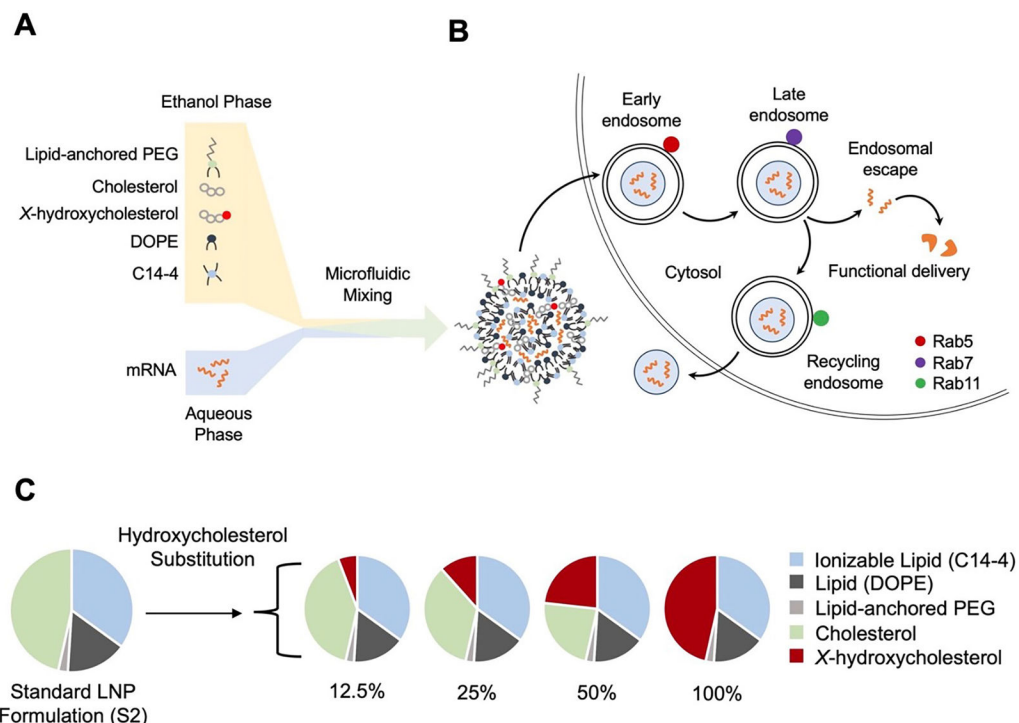 A
Ethanol Phase
Lipid-anchored PEG
Cholesterol
X-hydroxycholesterol
DOPE
C14-4
Microfluidic
Mixing
mRNA
Aqueous
Phase
B
Early
endosome
Late
endosome
Endosomal
escape
Cytosol
Functional delivery
Recycling
endosome
Rab5
Rab7
Rab11
C
Hydroxycholesterol
Substitution
Standard LNP
Formulation (S2)
12.5%
25%
50%
100%
Ionizable Lipid (C14-4)
Lipid (DOPE)
Lipid-anchored PEG
Cholesterol
X-hydroxycholesterol